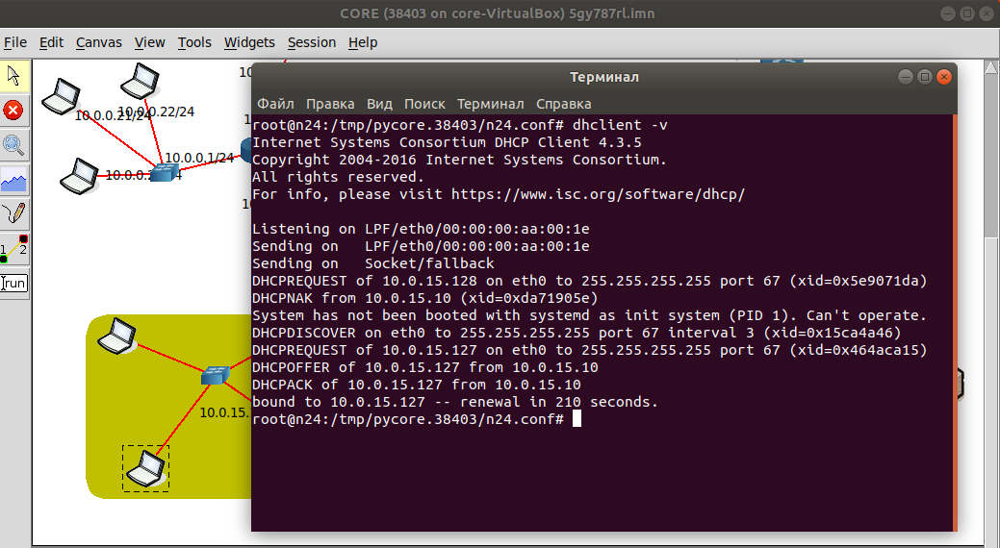 CORE (38403 on core-VirtualBox) 5gy787rl.imn
File Edit Canvas View Tools Widgets Session Help
10.0.0.21/24
10.0.0.22/24
10.0.0.1/24
1 2
run
10.0.15.
Терминал
Файл Правка Вид Поиск Терминал Справка
root@n24:/tmp/pycore.38403/n24.conf# dhclient -v
Internet Systems Consortium DHCP Client 4.3.5
Copyright 2004-2016 Internet Systems Consortium.
All rights reserved.
For info, please visit https://www.isc.org/software/dhcp/
Listening on LPF/eth0/00:00:00:aa:00:1e
Sending on   LPF/eth0/00:00:00:aa:00:1e
Sending on   Socket/fallback
DHCPREQUEST of 10.0.15.128 on eth0 to 255.255.255.255 port 67 (xid=0x5e9071da)
DHCPNAK from 10.0.15.10 (xid=0xda71905e)
System has not been booted with systemd as init system (PID 1). Can't operate.
DHCPDISCOVER on eth0 to 255.255.255.255 port 67 interval 3 (xid=0x15ca4a46)
DHCPREQUEST of 10.0.15.127 on eth0 to 255.255.255.255 port 67 (xid=0x464aca15)
DHCPOFFER of 10.0.15.127 from 10.0.15.10
DHCPACK of 10.0.15.127 from 10.0.15.10
bound to 10.0.15.127 -- renewal in 210 seconds.
root@n24:/tmp/pycore.38403/n24.conf#